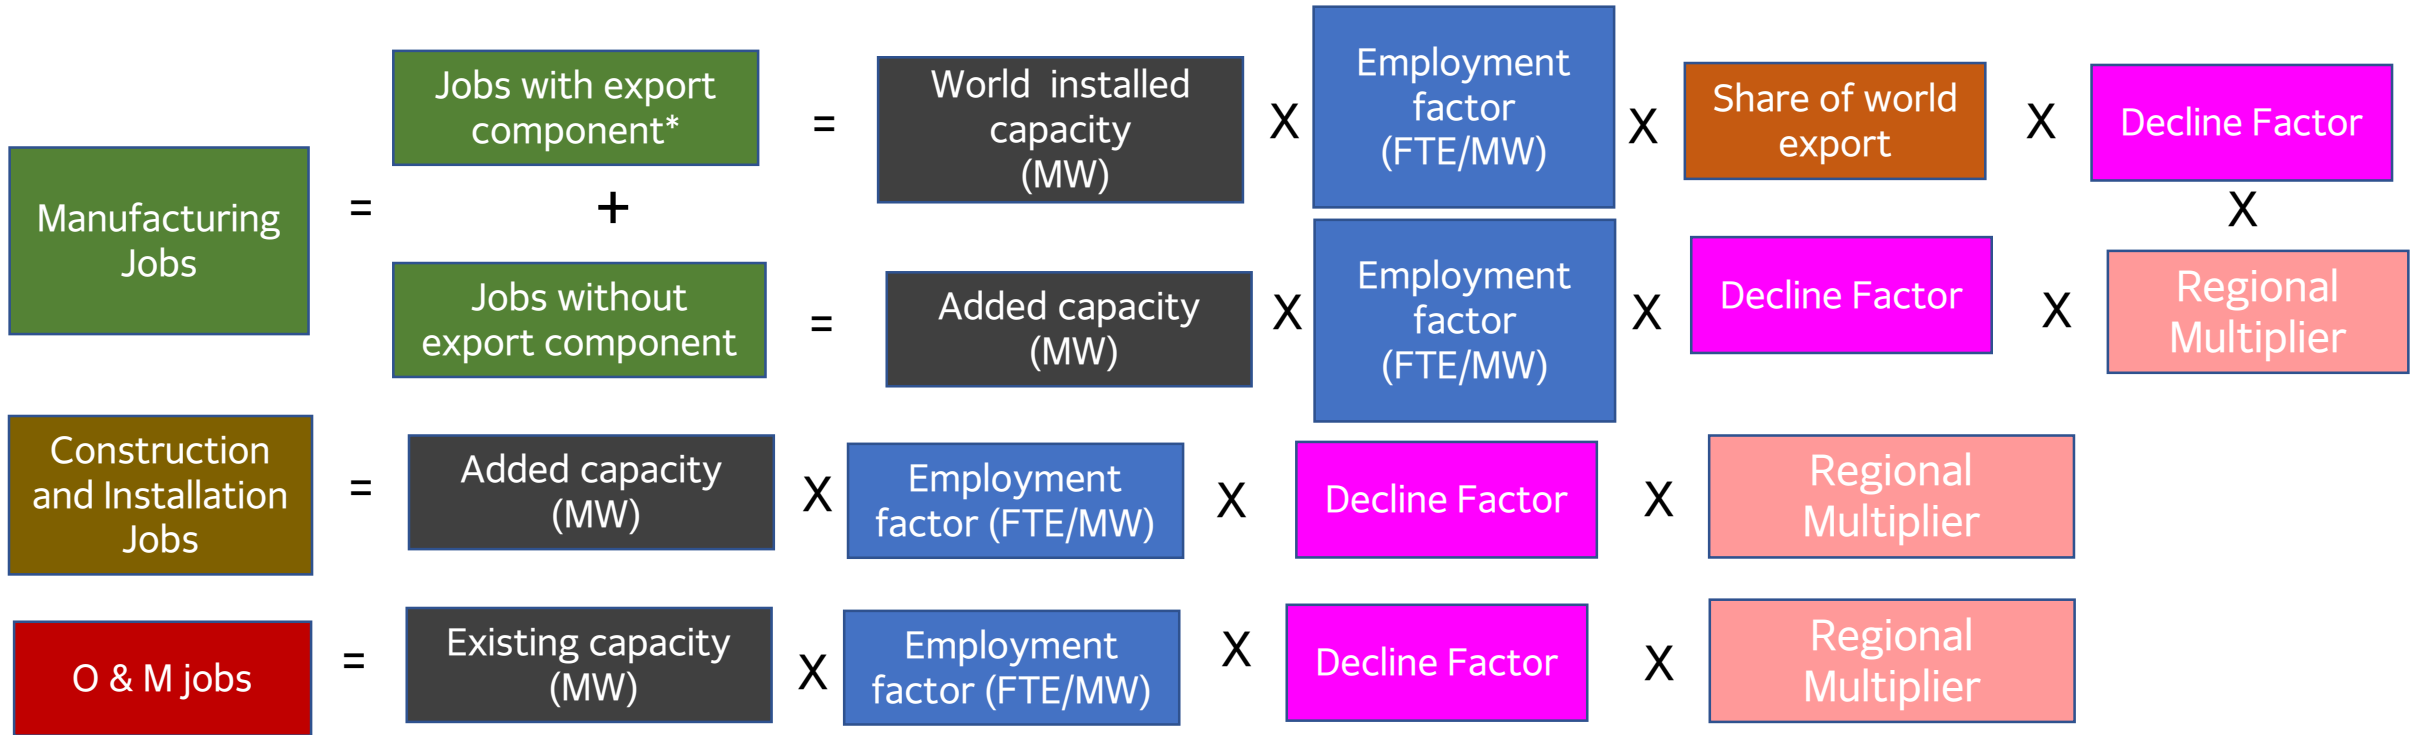 Manufacturing
Jobs
=
Jobs with export
component*
=
World installed
capacity
(MW)
X
Employment
factor
(FTE/MW)
X
Share of world
export
X
Decline Factor
+
X
Jobs without
export component
=
Added capacity
(MW)
X
Employment
factor
(FTE/MW)
X
Decline Factor
X
Regional
Multiplier
Construction
and Installation
Jobs
=
Added capacity
(MW)
X
Employment
factor (FTE/MW)
X
Decline Factor
X
Regional
Multiplier
O & M jobs
=
Existing capacity
(MW)
X
Employment
factor (FTE/MW)
X
Decline Factor
X
Regional
Multiplier